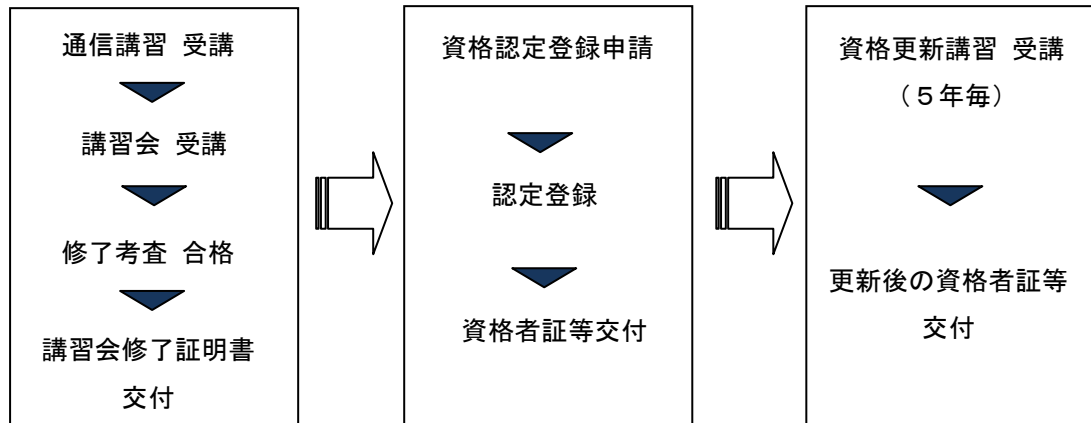 通信講習 受講
講習会 受講
修了考査 合格
講習会修了証明書
交付
資格認定登録申請
認定登録
資格者証等交付
資格更新講習 受講
(5年毎)
更新後の資格者証等
交付